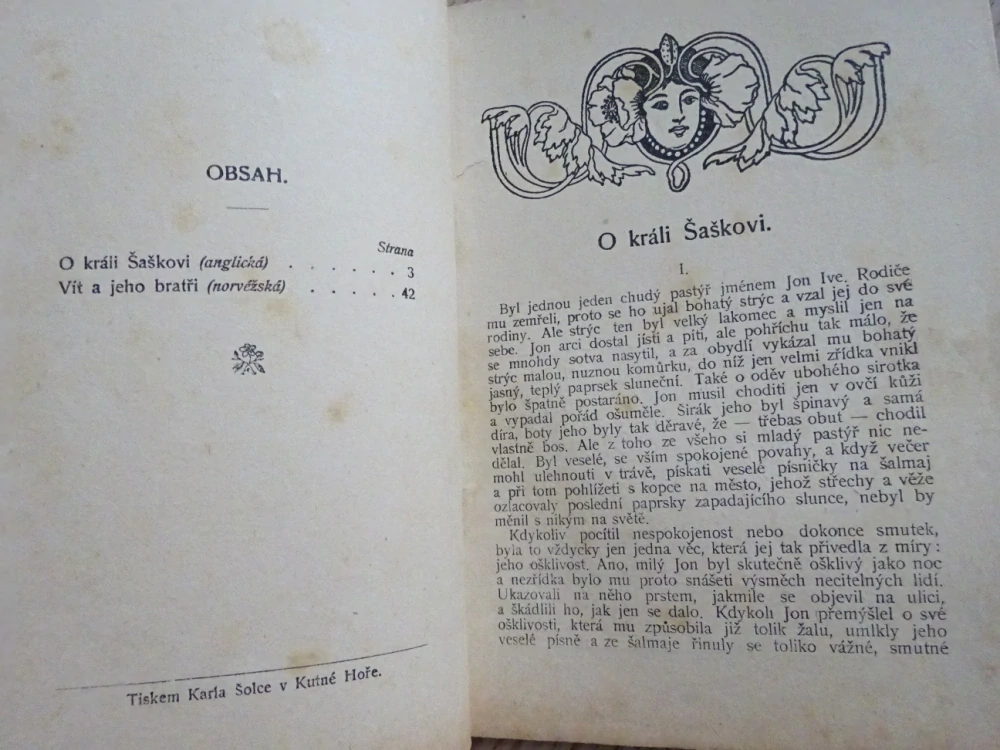 OBSAH.
Strana
O králi Šaškovi (anglická) . . . . . . 3
Vít a jeho bratři (norvéžská) . . . . . 42
Tiskem Karla Šolce v Kutné Hoře.
O králi Šaškovi.
I.
Byl jednou jeden chudý pastýř jménem Jon Ive. Rodiče
mu zemřeli, proto se ho ujal bohatý strýc a vzal jej do své
rodiny. Ale strýc ten byl velký lakomec a myslil jen na
sebe. Jon arci dostal jísti a píti, ale pohříchu tak málo, že
se mnohdy sotva nasytil, a za obydlí vykázal mu bohatý
strýc malou, nuznou komůrku, do níž jen velmi zřídka vnikl
jasný, teplý paprsek sluneční. Také o oděv ubohého sirotka
bylo špatně postaráno. Jon musil choditi jen v ovčí kůži
a vypadal pořád ošuměle. Širák jeho byl špinavý a samá
díra, boty jeho byly tak děravé, že — třebas obut — chodil
vlastně bos. Ale z toho ze všeho si mladý pastýř nic ne-
dělal. Byl veselé, se vším spokojené povahy, a když večer
mohl ulehnouti v trávě, pískati veselé písničky na šalmaj
a při tom pohlížeti s kopce na město, jehož střechy a věže
ozlacovaly poslední paprsky zapadajícího slunce, nebyl by
měnil s nikým na světě.
Kdykoliv pocítil nespokojenost nebo dokonce smutek,
byla to vždycky jen jedna věc, která jej tak přivedla z míry:
jeho ošklivost. Ano, milý Jon byl skutečně ošklivý jako noc
a nezřídka bylo mu proto snášeti výsměch necitelných lidí.
Ukazovali na něho prstem, jakmile se objevil na ulici,
a škádlili ho, jak jen se dalo. Kdykoli Jon přemýšlel o své
ošklivosti, která mu způsobila již tolik žalu, umlkly jeho
veselé písně a ze šalmaje řinuly se toliko vážné, smutné